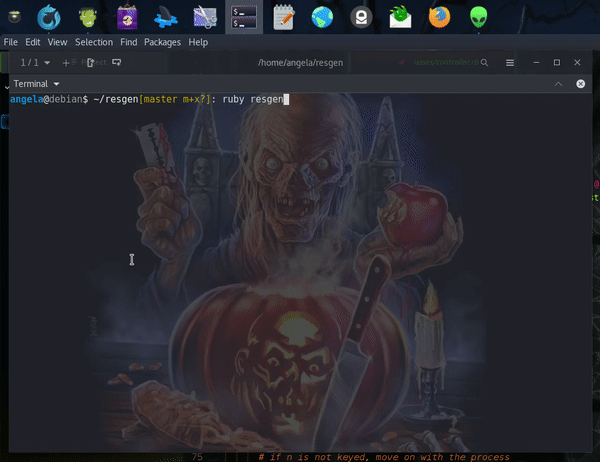 File Edit View Selection Find Packages Help
1 / 1
/home/angela/resgen
Terminal
angela@debian$ ~/resgen[master m+x?]: ruby resgen
75 # if n is not keyed, move on with the process